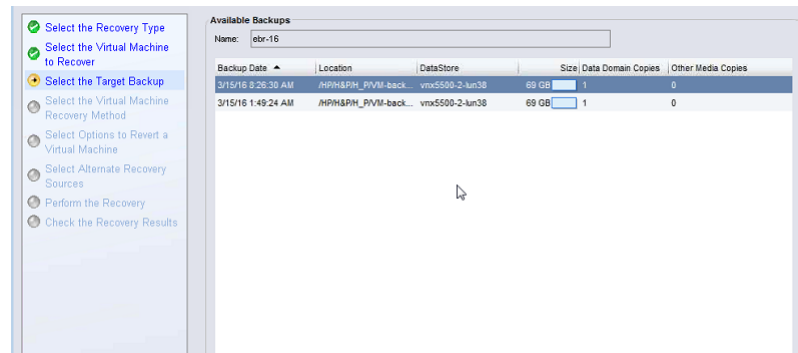 Select the Recovery Type
Select the Virtual Machine
to Recover
Select the Target Backup
Select the Virtual Machine
Recovery Method
Select Options to Revert a
Virtual Machine
Select Alternate Recovery
Sources
Perform the Recovery
Check the Recovery Results
Available Backups
Name: ebr-16
Backup Date Location DataStore Size Data Domain Copies Other Media Copies
3/15/16 8:26:30 AM /HP/H&P/H_P/VM-back... vnx5500-2-lun38 69 GB 1 0
3/15/16 1:49:24 AM /HP/H&P/H_P/VM-back... vnx5500-2-lun38 69 GB 1 0